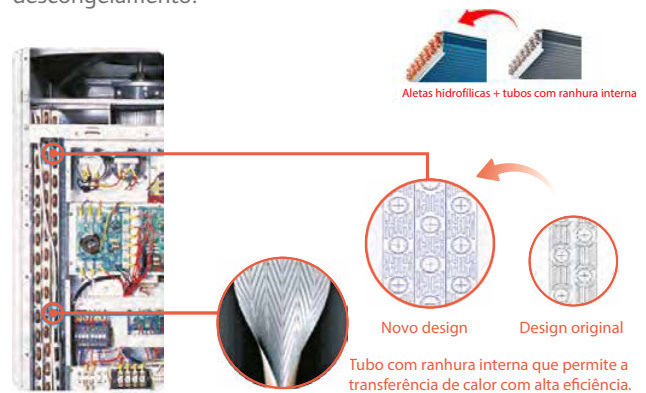 descongelamento.
Aletas hidrofílicas + tubos com ranhura interna
Novo design
Design original
Tubo com ranhura interna que permite a
transferência de calor com alta eficiência.